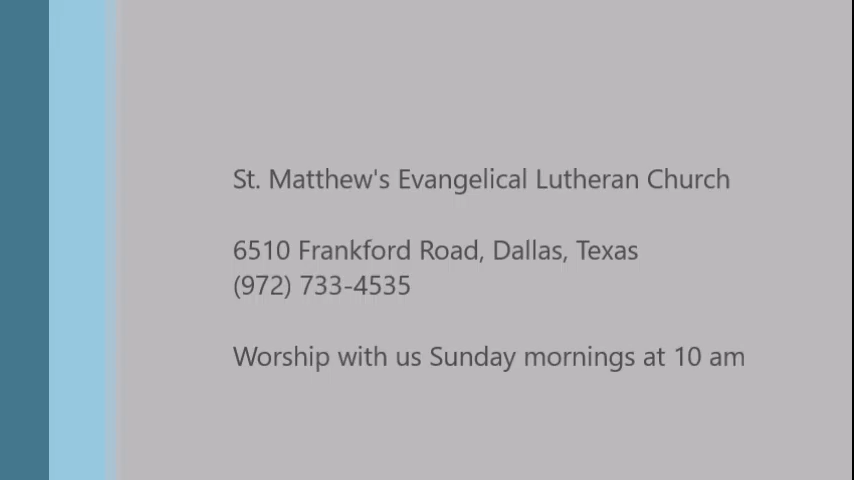 St. Matthew's Evangelical Lutheran Church
6510 Frankford Road, Dallas, Texas
(972) 733-4535
Worship with us Sunday mornings at 10 am